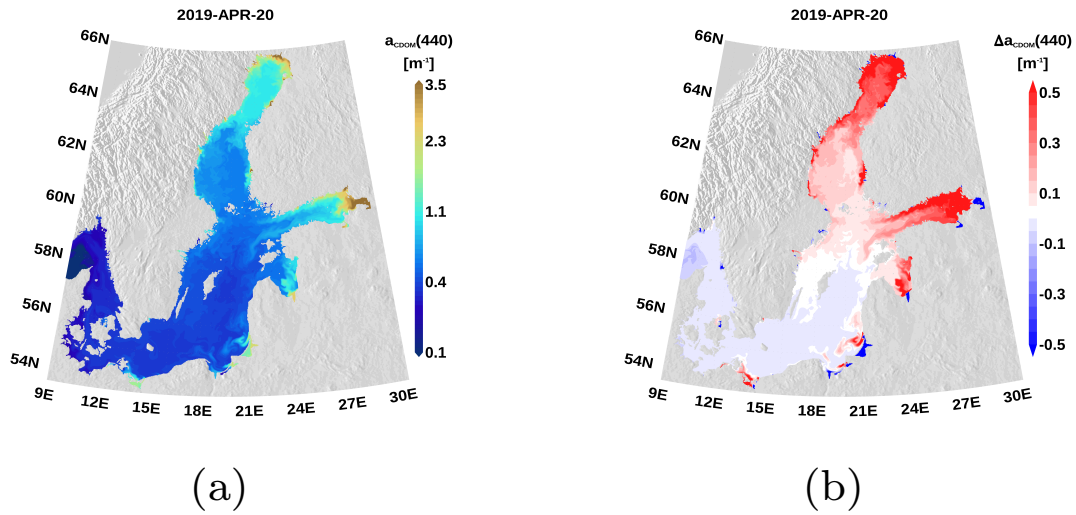 2019-APR-20
a_CDOM(440)
[m⁻¹]
66N
64N
62N
60N
58N
56N
54N
9E
12E
15E
18E
21E
24E
27E
30E
3.5
2.3
1.1
0.4
0.1
(a)
2019-APR-20
Δa_CDOM(440)
[m⁻¹]
66N
64N
62N
60N
58N
56N
54N
9E
12E
15E
18E
21E
24E
27E
30E
0.5
0.3
0.1
-0.1
-0.3
-0.5
(b)